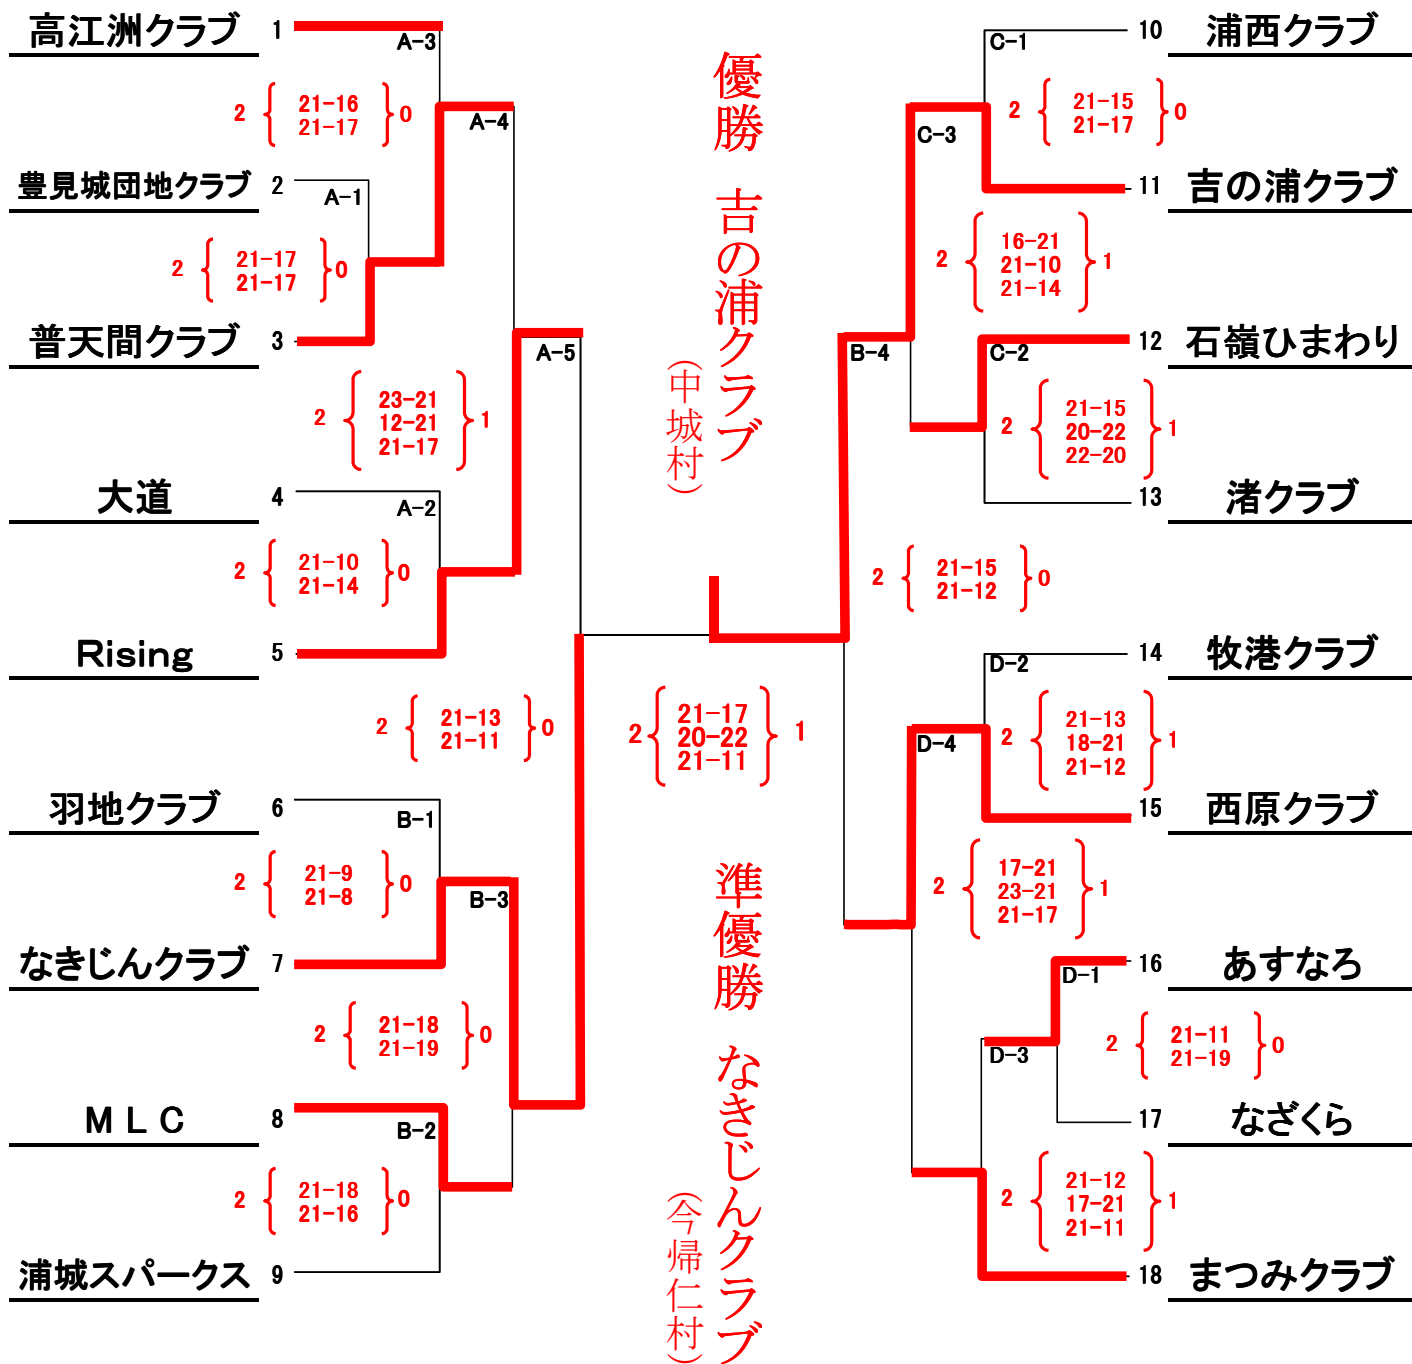 高江洲クラブ 1
A-3
2 21-16 0
21-17
A-4
豊見城団地クラブ 2
A-1
2 21-17 0
21-17
普天間クラブ 3
A-5
2 23-21 1
12-21
21-17
大道 4
A-2
2 21-10 0
21-14
Rising 5
2 21-13 0
21-11
羽地クラブ 6
B-1
2 21-9 0
21-8
B-3
なきじんクラブ 7
2 21-18 0
21-19
MLC 8
B-2
2 21-18 0
21-16
浦城スパークス 9
優勝 吉の浦クラブ
(中城村)
2 21-17 1
20-22
21-11
準優勝 なきじんクラブ
(今帰仁村)
10 浦西クラブ
C-1
2 21-15 0
21-17
C-3
11 吉の浦クラブ
2 16-21 1
21-10
21-14
B-4
12 石嶺ひまわり
C-2
2 21-15 1
20-22
22-20
13 渚クラブ
2 21-15 0
21-12
14 牧港クラブ
D-2
2 21-13 1
18-21
21-12
D-4
15 西原クラブ
2 17-21 1
23-21
21-17
16 あすなろ
D-1
2 21-11 0
21-19
D-3
17 なざくら
2 21-12 1
17-21
21-11
18 まつみクラブ